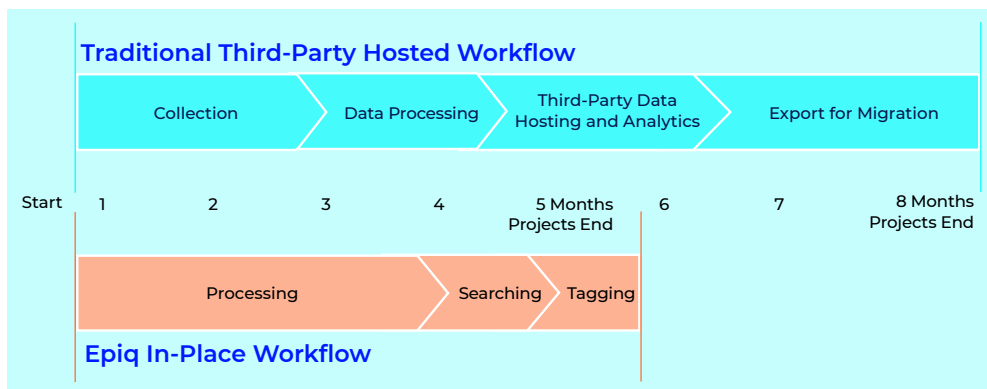 Traditional Third-Party Hosted Workflow
Collection
Data Processing
Third-Party Data
Hosting and Analytics
Export for Migration
Start
1
2
3
4
5 Months
Projects End
6
7
8 Months
Projects End
Processing
Searching
Tagging
Epiq In-Place Workflow